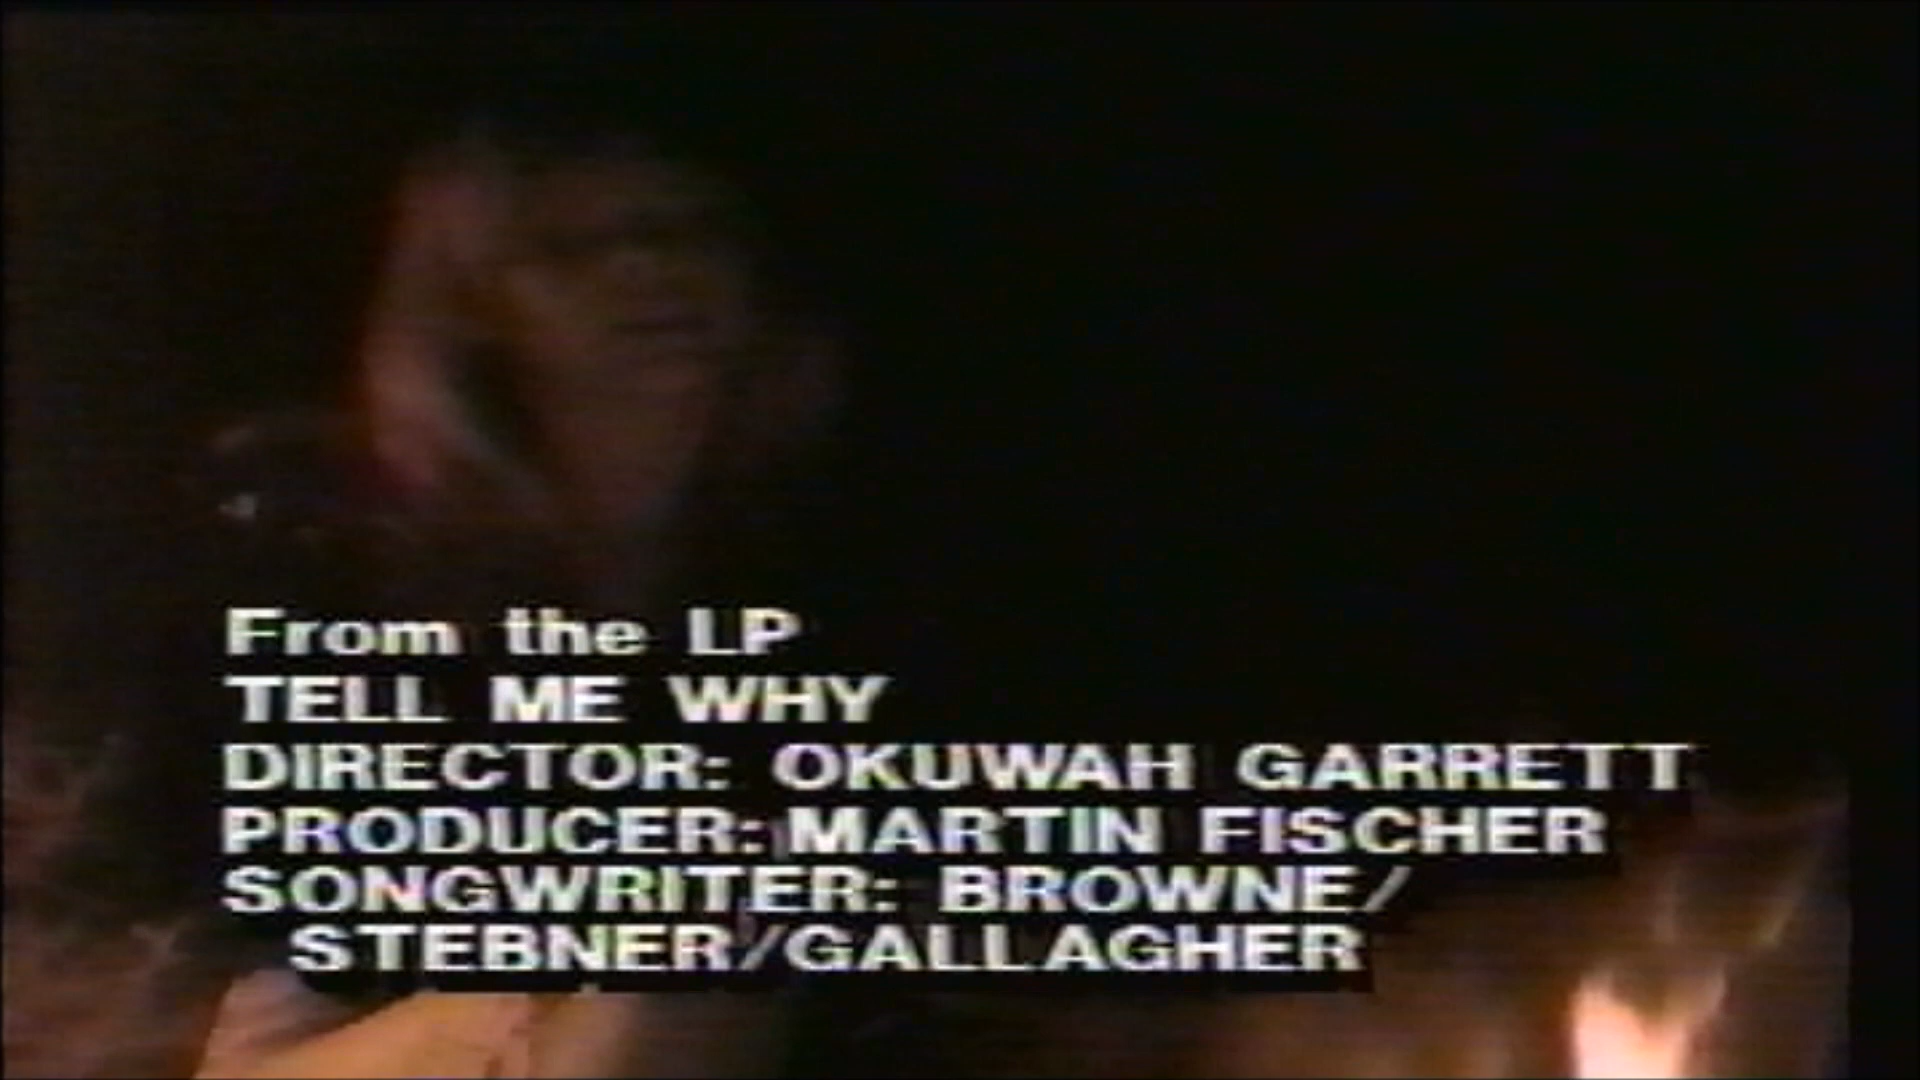 From the LP
TELL ME WHY
DIRECTOR: OKUWAH GARRETT
PRODUCER: MARTIN FISCHER
SONGWRITER: BROWNE/
STEBNER/GALLAGHER